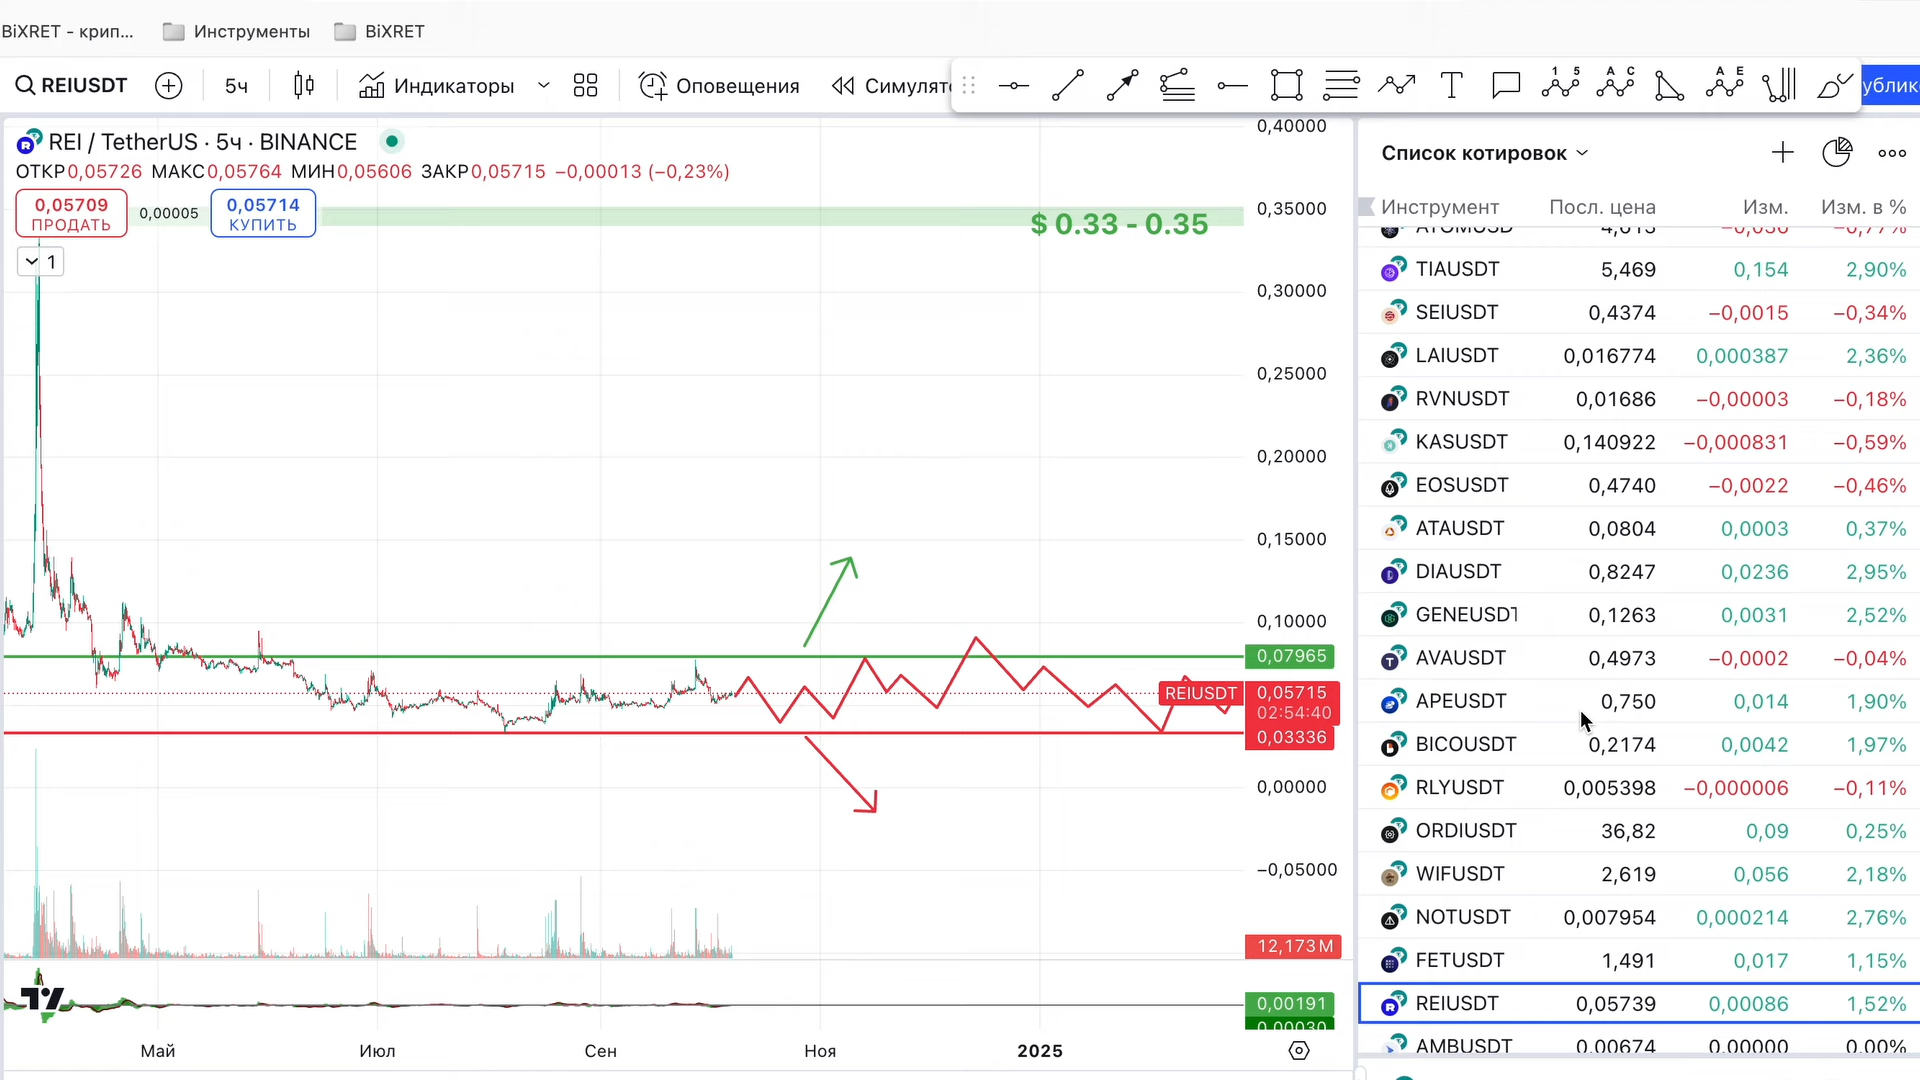 BiXRET - крип...
Инструменты
BiXRET
REIUSDT
5ч
Индикаторы
Оповещения
REI / TetherUS · 5ч · BINANCE
ОТКР0,05726 МАКС0,05764 МИН0,05606 ЗАКР0,05715 −0,00013 (−0,23%)
0,05709
ПРОДАТЬ
0,00005
0,05714
КУПИТЬ
1
$ 0.33 - 0.35
0,40000
0,35000
0,30000
0,25000
0,20000
0,15000
0,10000
0,07965
REIUSDT
0,05715
02:54:40
0,03336
0,00000
−0,05000
12,173 M
0,00191
0,00030
Май
Июл
Сен
Ноя
2025
Список котировок
Инструмент Посл. цена Изм. Изм. в %
ATOMUSD 4,613 −0,036 −0,77%
TIAUSDT 5,469 0,154 2,90%
SEIUSDT 0,4374 −0,0015 −0,34%
LAIUSDT 0,016774 0,000387 2,36%
RVNUSDT 0,01686 −0,00003 −0,18%
KASUSDT 0,140922 −0,000831 −0,59%
EOSUSDT 0,4740 −0,0022 −0,46%
ATAUSDT 0,0804 0,0003 0,37%
DIAUSDT 0,8247 0,0236 2,95%
GENEUSDT 0,1263 0,0031 2,52%
AVAUSDT 0,4973 −0,0002 −0,04%
APEUSDT 0,750 0,014 1,90%
BICOUSDT 0,2174 0,0042 1,97%
RLYUSDT 0,005398 −0,000006 −0,11%
ORDIUSDT 36,82 0,09 0,25%
WIFUSDT 2,619 0,056 2,18%
NOTUSDT 0,007954 0,000214 2,76%
FETUSDT 1,491 0,017 1,15%
REIUSDT 0,05739 0,00086 1,52%
AMBUSDT 0,00674 0,00000 0,00%